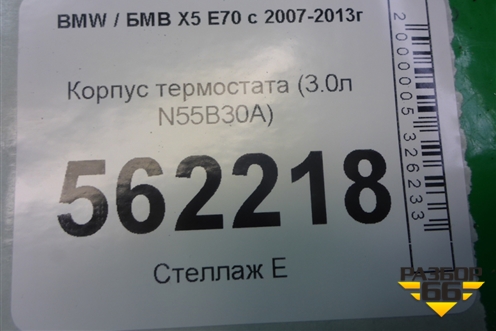 BMW / БМВ X5 E70 с 2007-2013г
Корпус термостата (3.0л
N55B30A)
562218
Стеллаж E
2000005326233
РАЗБОР
66